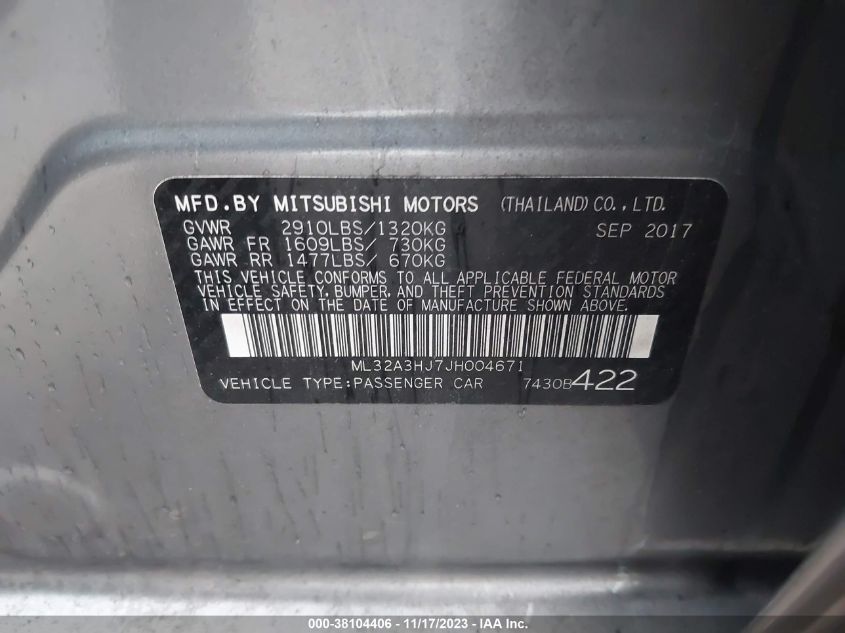 MFD.BY MITSUBISHI MOTORS (THAILAND)CO.,LTD.
GVWR 2910LBS/1320KG SEP 2017
GAWR FR 1609LBS/ 730KG
GAWR RR 1477LBS/ 670KG
THIS VEHICLE CONFORMS TO ALL APPLICABLE FEDERAL MOTOR
VEHICLE SAFETY, BUMPER, AND THEFT PREVENTION STANDARDS
IN EFFECT ON THE DATE OF MANUFACTURE SHOWN ABOVE.
ML32A3HJ7JH004671
VEHICLE TYPE:PASSENGER CAR 7430B422
000-38104406 - 11/17/2023 - IAAI.com